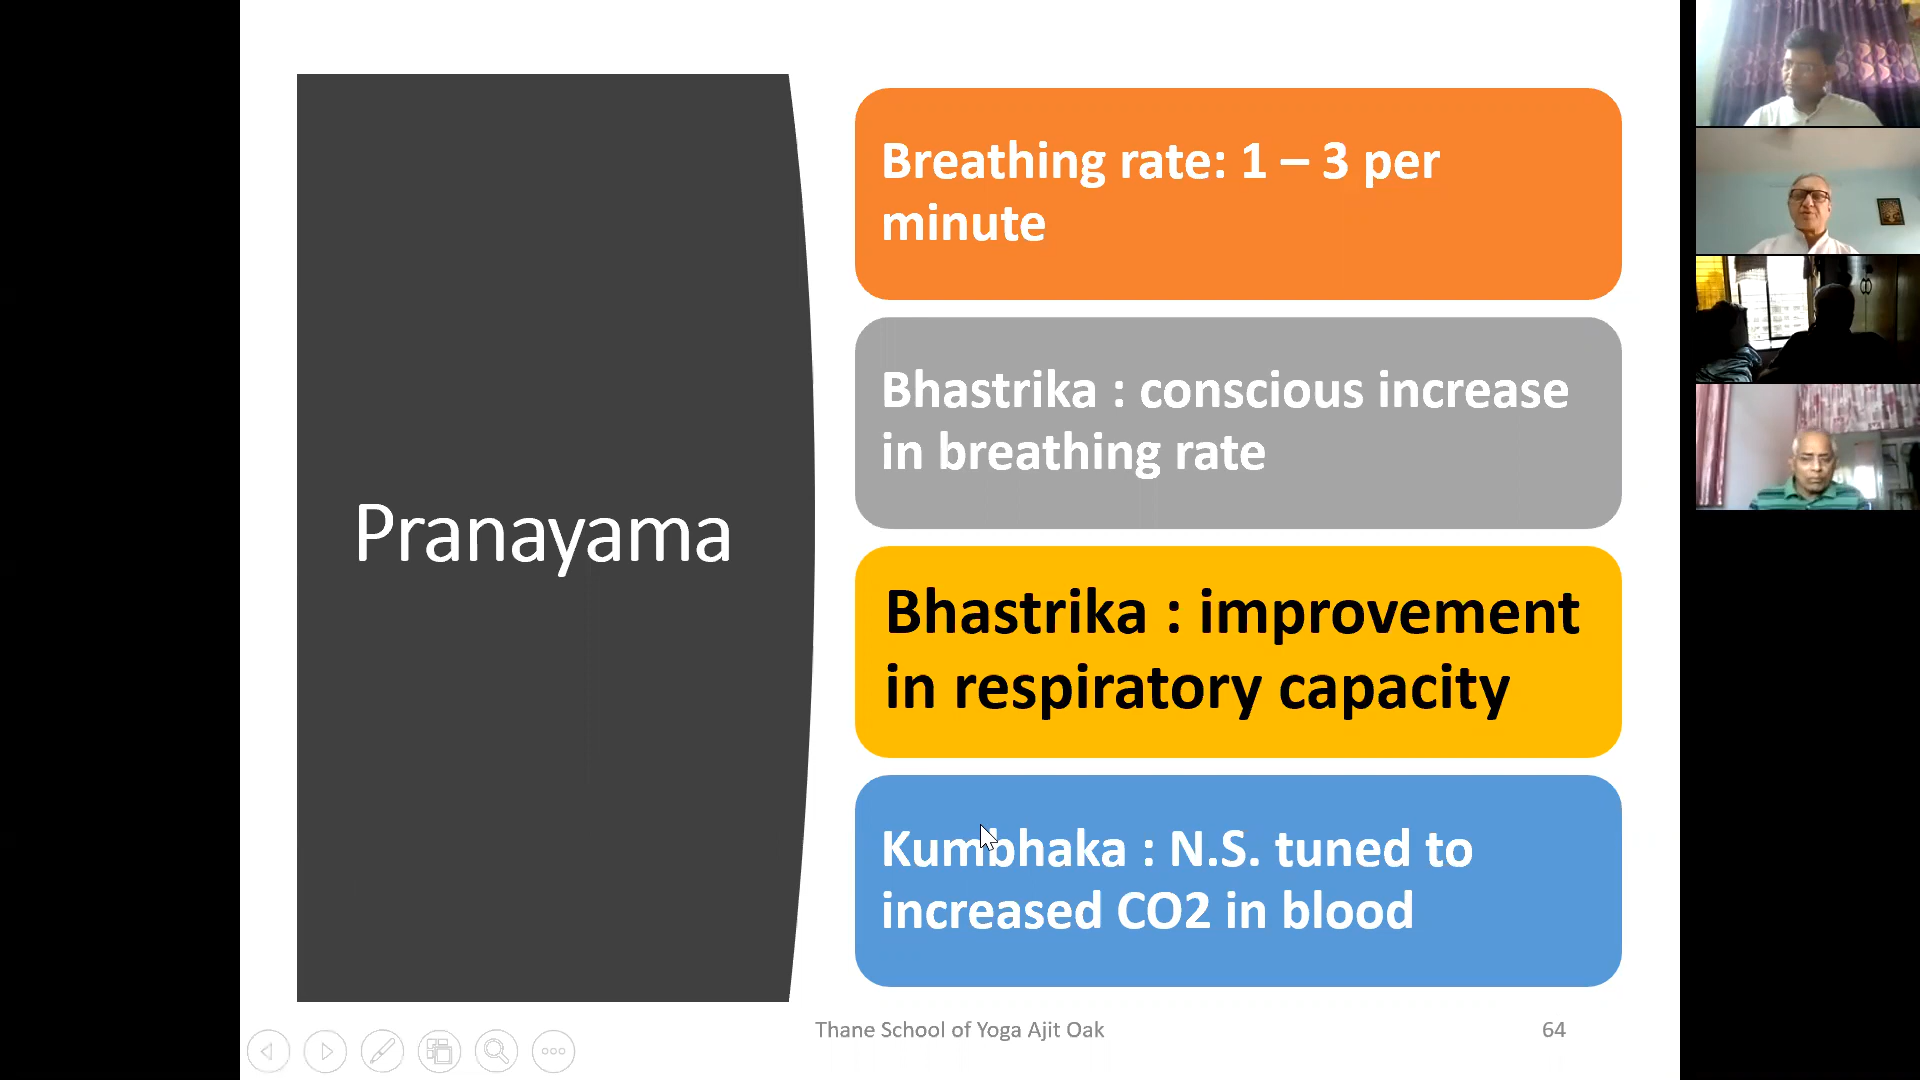 Pranayama
Breathing rate: 1 – 3 per
minute
Bhastrika : conscious increase
in breathing rate
Bhastrika : improvement
in respiratory capacity
Kumbhaka : N.S. tuned to
increased CO2 in blood
Thane School of Yoga Ajit Oak
64